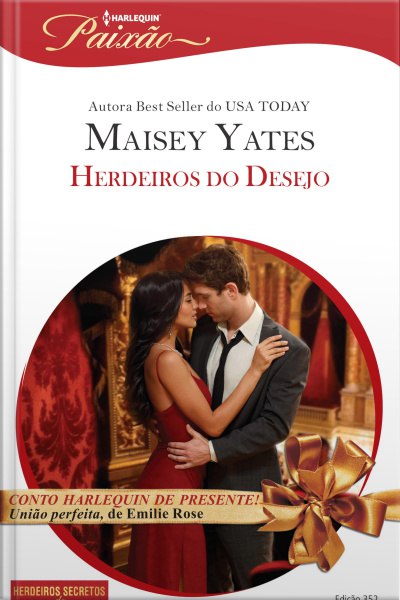 HARLEQUIN
Paixão
Autora Best Seller do USA TODAY
MAISEY YATES
HERDEIROS DO DESEJO
CONTO HARLEQUIN DE PRESENTE!
União perfeita, de Emilie Rose
HERDEIROS SECRETOS
Edição 352